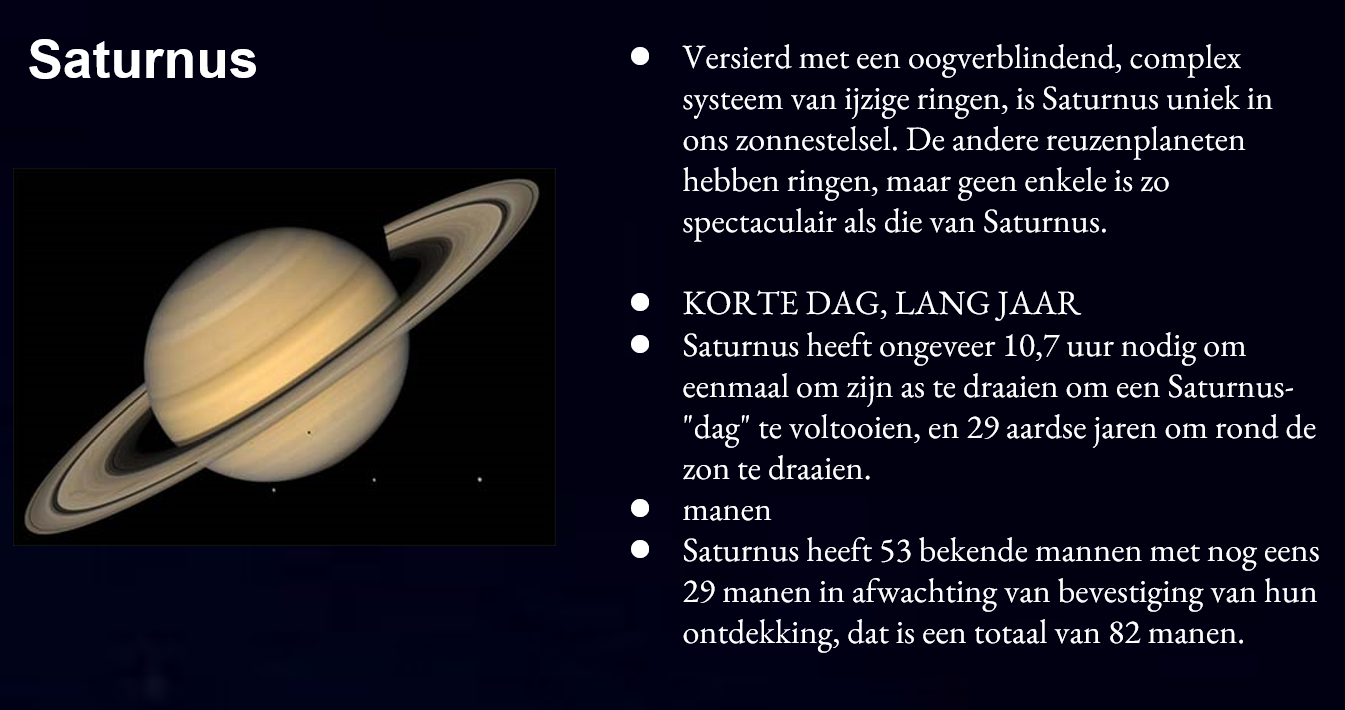 Saturnus
● Versierd met een oogverblindend, complex
systeem van ijzige ringen, is Saturnus uniek in
ons zonnestelsel. De andere reuzenplaneten
hebben ringen, maar geen enkele is zo
spectaculair als die van Saturnus.
● KORTE DAG, LANG JAAR
● Saturnus heeft ongeveer 10,7 uur nodig om
eenmaal om zijn as te draaien om een Saturnus-
"dag" te voltooien, en 29 aardse jaren om rond de
zon te draaien.
● manen
● Saturnus heeft 53 bekende mannen met nog eens
29 manen in afwachting van bevestiging van hun
ontdekking, dat is een totaal van 82 manen.